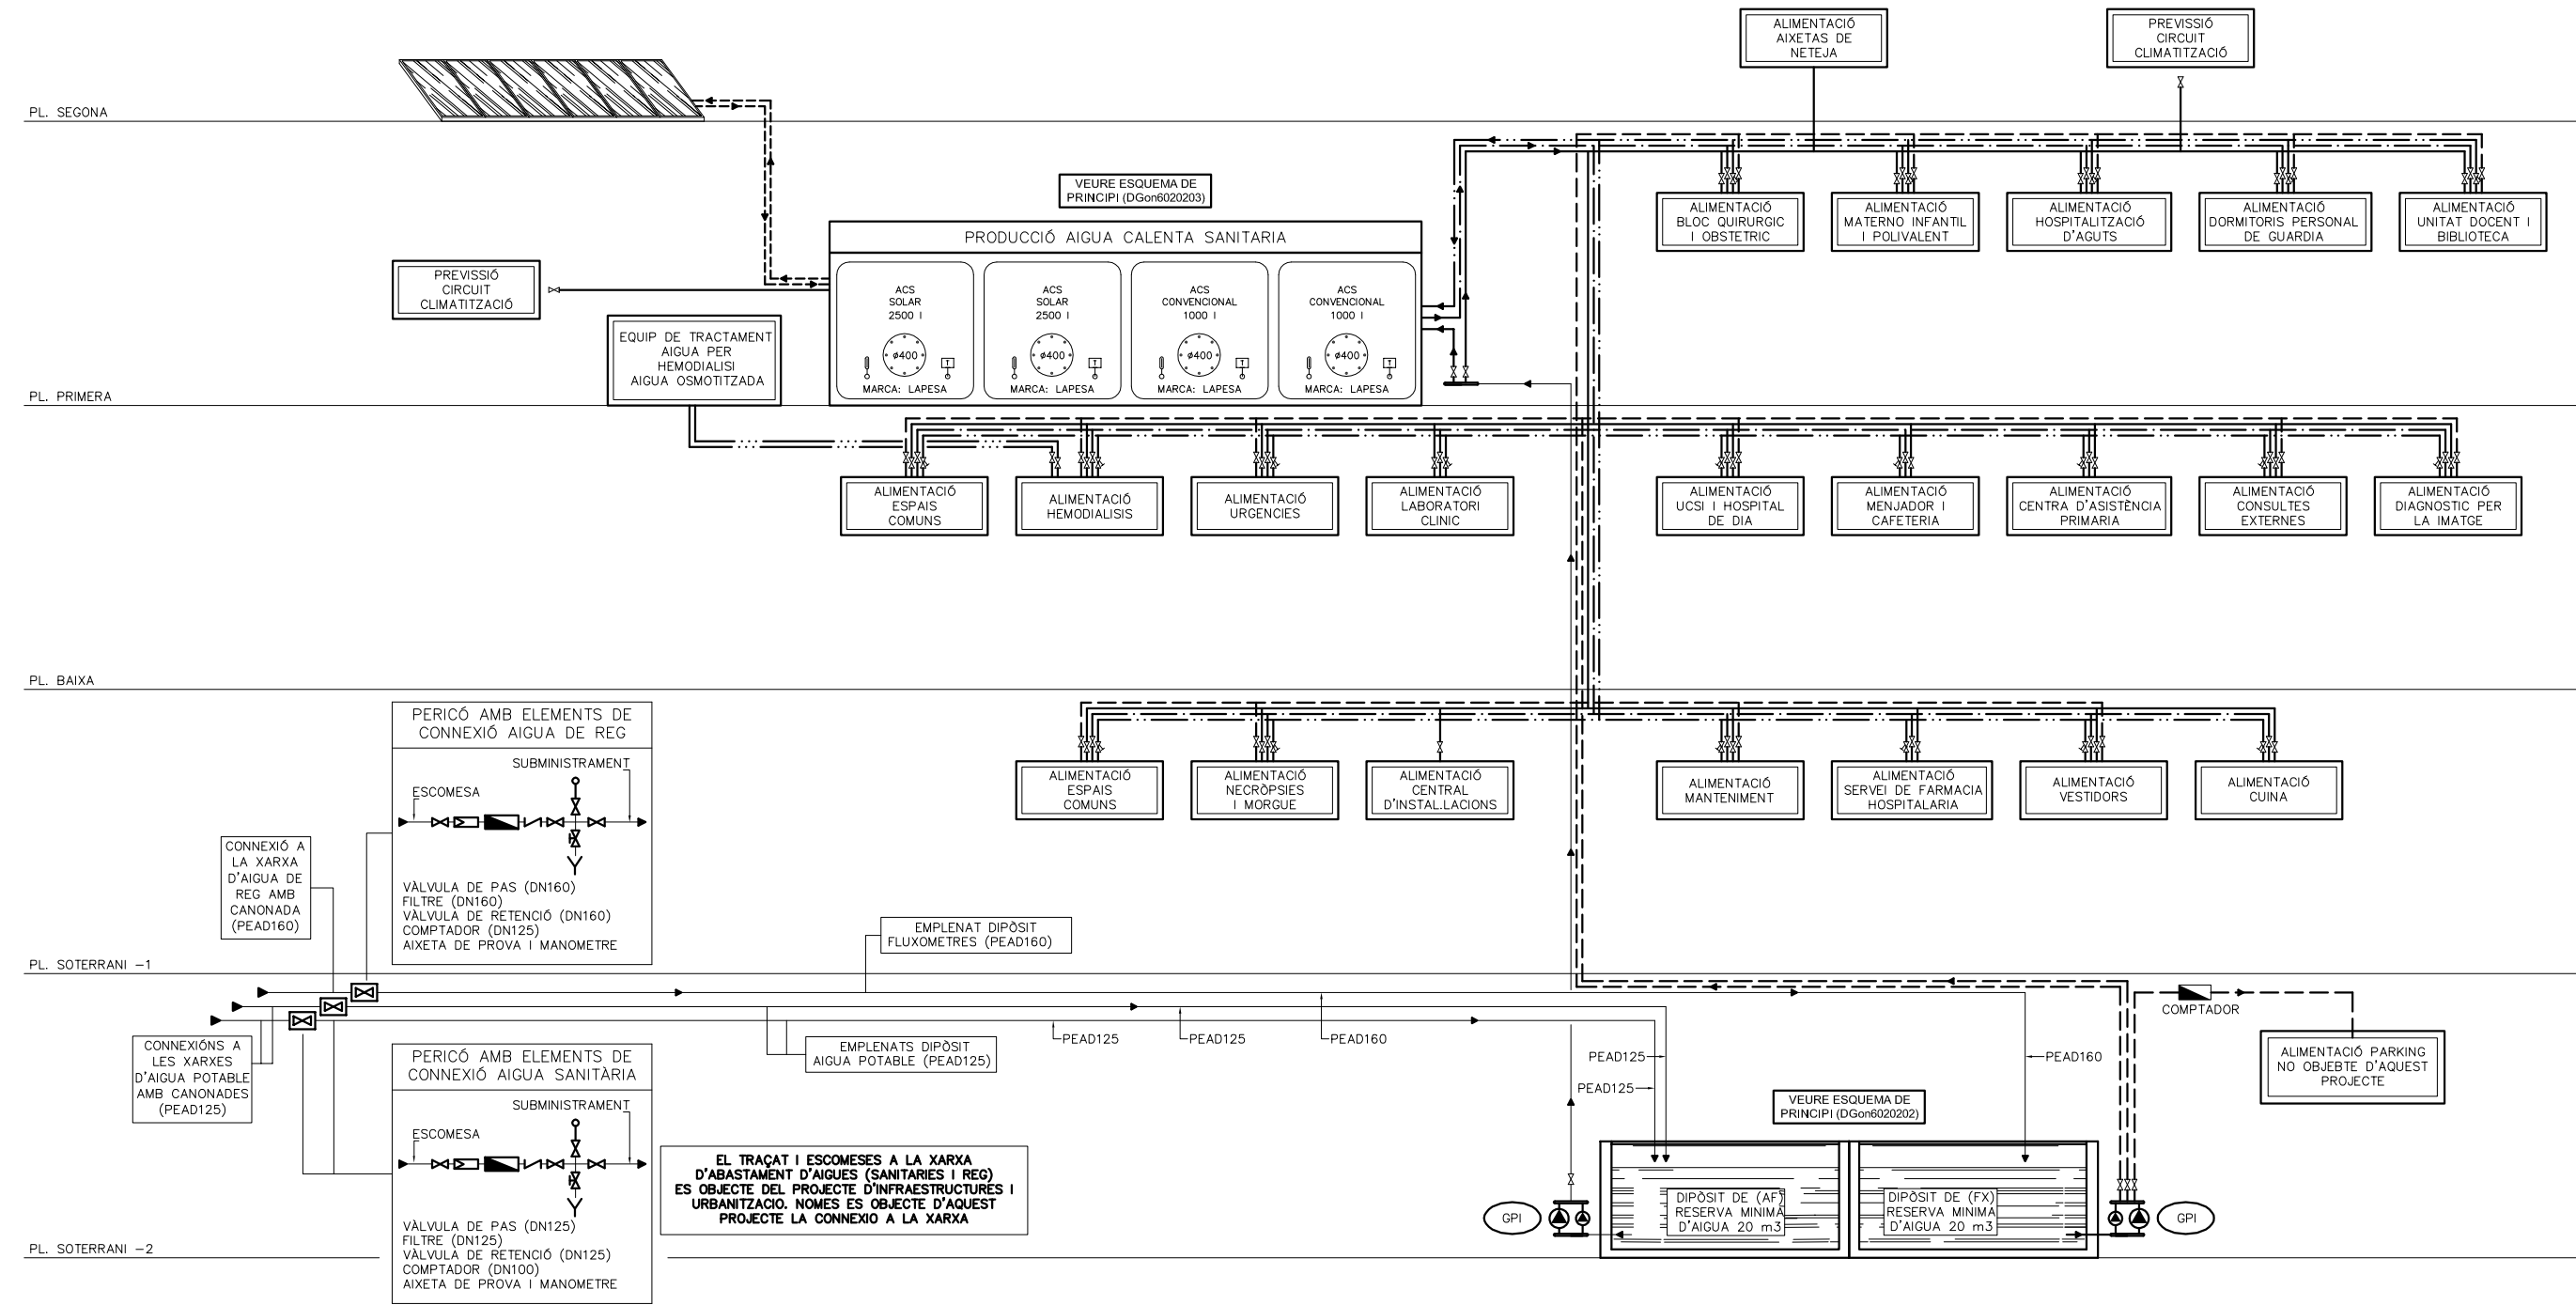 ALIMENTACIÓ
AIXETAS DE
NETEJA
PREVISSIÓ
CIRCUIT
CLIMATITZACIÓ
PL. SEGONA
VEURE ESQUEMA DE
PRINCIPI (DGon6020203)
ALIMENTACIÓ
BLOC QUIRURGIC
I OBSTETRIC
ALIMENTACIÓ
MATERNO INFANTIL
I POLIVALENT
ALIMENTACIÓ
HOSPITALITZACIÓ
D'AGUTS
ALIMENTACIÓ
DORMITORIS PERSONAL
DE GUARDIA
ALIMENTACIÓ
UNITAT DOCENT I
BIBLIOTECA
PRODUCCIÓ AIGUA CALENTA SANITARIA
PREVISSIÓ
CIRCUIT
CLIMATITZACIÓ
ACS
SOLAR
2500 l
ø400
T
MARCA: LAPESA
ACS
SOLAR
2500 l
ø400
T
MARCA: LAPESA
ACS
CONVENCIONAL
1000 l
ø400
T
MARCA: LAPESA
ACS
CONVENCIONAL
1000 l
ø400
T
MARCA: LAPESA
EQUIP DE TRACTAMENT
AIGUA PER
HEMODIALISI
AIGUA OSMOTITZADA
PL. PRIMERA
ALIMENTACIÓ
ESPAIS
COMUNS
ALIMENTACIÓ
HEMODIALISIS
ALIMENTACIÓ
URGENCIES
ALIMENTACIÓ
LABORATORI
CLINIC
ALIMENTACIÓ
UCSI I HOSPITAL
DE DIA
ALIMENTACIÓ
MENJADOR I
CAFETERIA
ALIMENTACIÓ
CENTRA D'ASISTÈNCIA
PRIMARIA
ALIMENTACIÓ
CONSULTES
EXTERNES
ALIMENTACIÓ
DIAGNOSTIC PER
LA IMATGE
PL. BAIXA
PERICÓ AMB ELEMENTS DE
CONNEXIÓ AIGUA DE REG
SUBMINISTRAMENT
ESCOMESA
VÀLVULA DE PAS (DN160)
FILTRE (DN160)
VÀLVULA DE RETENCIÓ (DN160)
COMPTADOR (DN125)
AIXETA DE PROVA I MANOMETRE
ALIMENTACIÓ
ESPAIS
COMUNS
ALIMENTACIÓ
NECRÒPSIES
I MORGUE
ALIMENTACIÓ
CENTRAL
D'INSTAL.LACIONS
ALIMENTACIÓ
MANTENIMENT
ALIMENTACIÓ
SERVEI DE FARMACIA
HOSPITALARIA
ALIMENTACIÓ
VESTIDORS
ALIMENTACIÓ
CUINA
CONNEXIÓ A
LA XARXA
D'AIGUA DE
REG AMB
CANONADA
(PEAD160)
EMPLENAT DIPÒSIT
FLUXOMETRES (PEAD160)
PL. SOTERRANI -1
CONNEXIÓNS A
LES XARXES
D'AIGUA POTABLE
AMB CANONADES
(PEAD125)
EMPLENATS DIPÒSIT
AIGUA POTABLE (PEAD125)
PEAD125
PEAD125
PEAD160
PEAD125
PEAD125
PEAD160
COMPTADOR
ALIMENTACIÓ PARKING
NO OBJEBTE D'AQUEST
PROJECTE
PERICÓ AMB ELEMENTS DE
CONNEXIÓ AIGUA SANITÀRIA
SUBMINISTRAMENT
ESCOMESA
VÀLVULA DE PAS (DN125)
FILTRE (DN125)
VÀLVULA DE RETENCIÓ (DN125)
COMPTADOR (DN100)
AIXETA DE PROVA I MANOMETRE
EL TRAÇAT I ESCOMESES A LA XARXA
D'ABASTAMENT D'AIGUES (SANITARIES I REG)
ES OBJECTE DEL PROJECTE D'INFRAESTRUCTURES I
URBANITZACIO. NOMES ES OBJECTE D'AQUEST
PROJECTE LA CONNEXIO A LA XARXA
VEURE ESQUEMA DE
PRINCIPI (DGon6020202)
GPI
DIPÒSIT DE (AF)
RESERVA MINIMA
D'AIGUA 20 m3
DIPÒSIT DE (FX)
RESERVA MINIMA
D'AIGUA 20 m3
GPI
PL. SOTERRANI -2